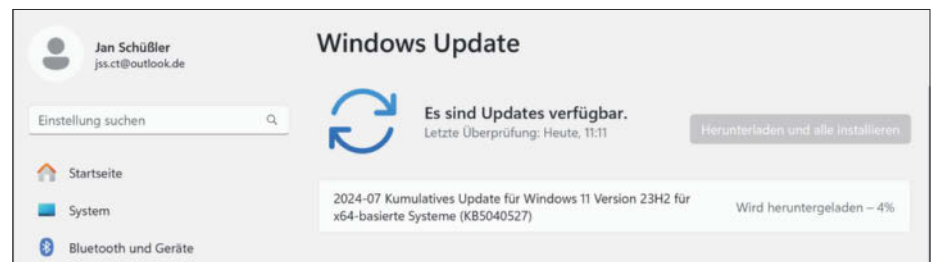 Jan Schüßler
jss.ct@outlook.de
Einstellung suchen
Startseite
System
Bluetooth und Geräte
Windows Update
Es sind Updates verfügbar.
Letzte Überprüfung: Heute, 11:11
Herunterladen und alle installieren
2024-07 Kumulatives Update für Windows 11 Version 23H2 für
x64-basierte Systeme (KB5040527)
Wird heruntergeladen – 4%